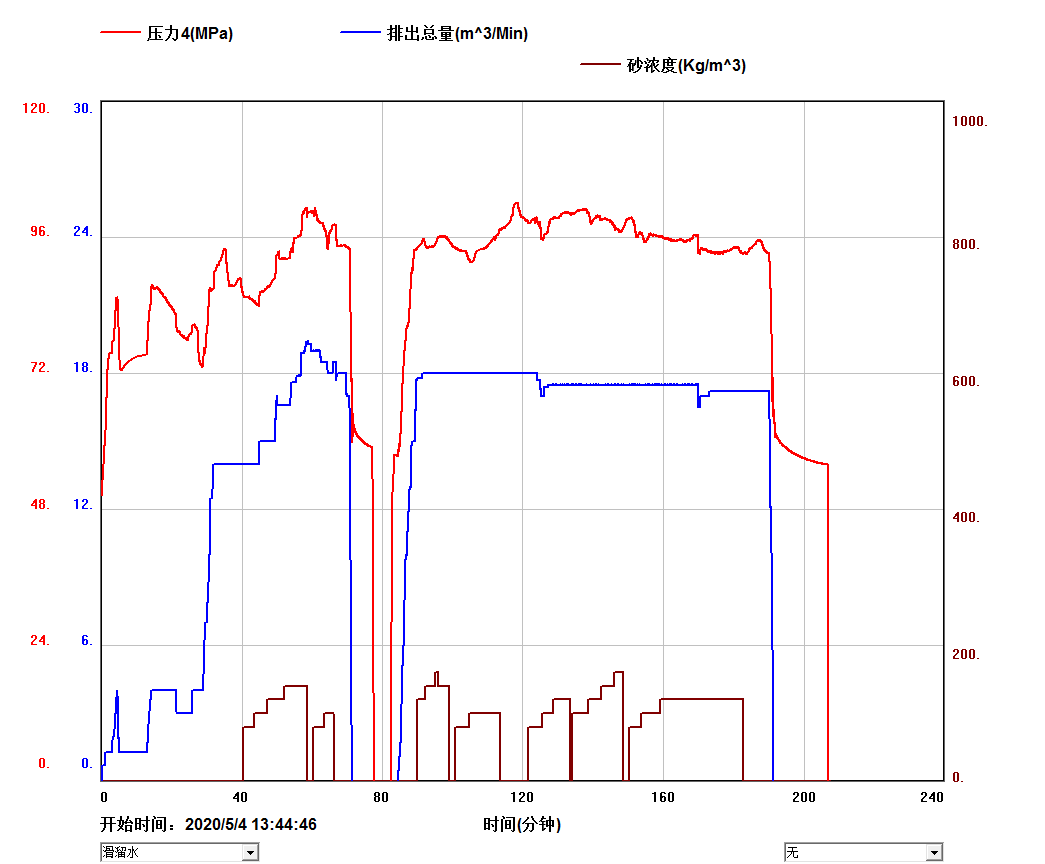 压力4(MPa) 排出总量(m^3/Min)
砂浓度(Kg/m^3)
120. 30. 1000.
96. 24. 800.
72. 18. 600.
48. 12. 400.
24. 6. 200.
0. 0. 0.
0 40 80 120 160 200 240
开始时间：2020/5/4 13:44:46 时间(分钟)
滑溜水 无